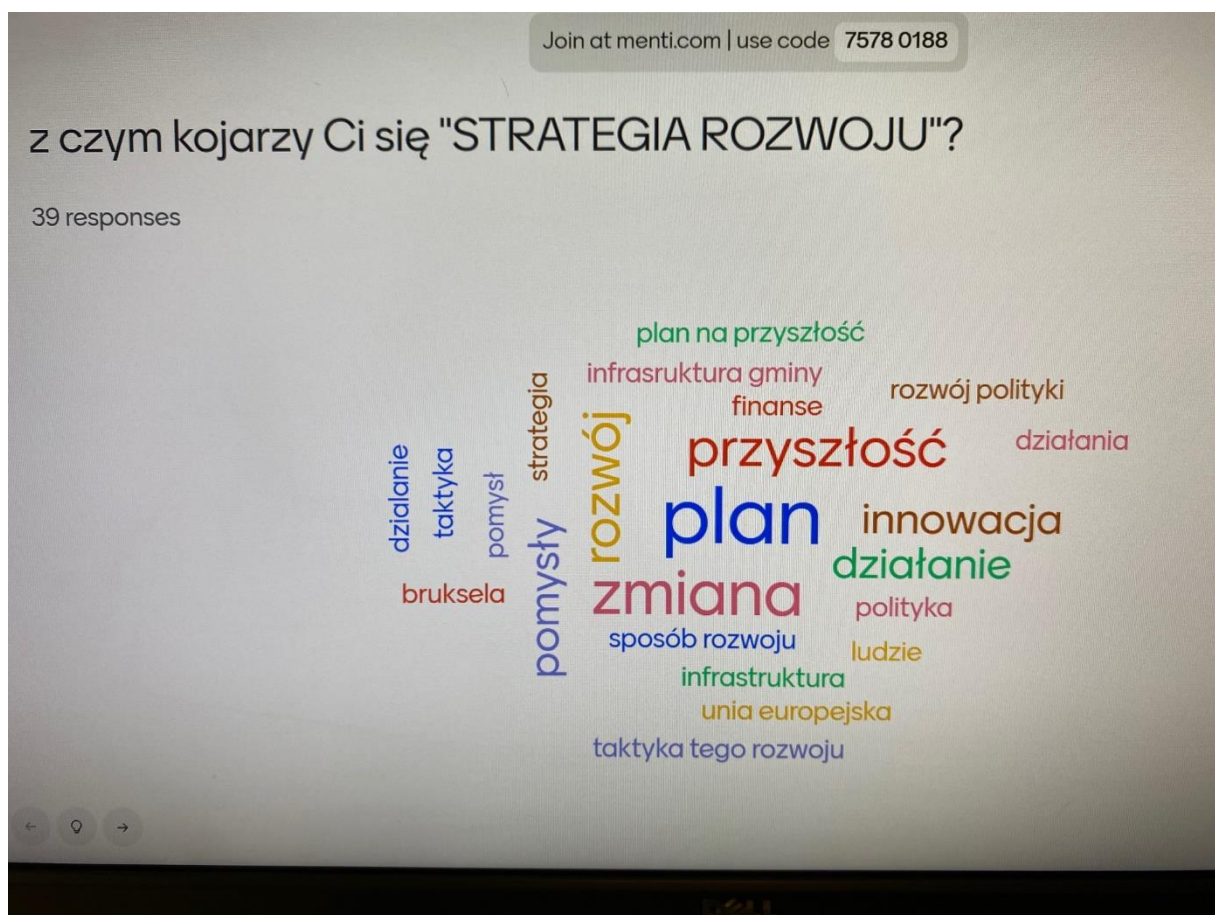 Join at menti.com | use code 7578 0188
z czym kojarzy Ci się "STRATEGIA ROZWOJU"?
39 responses
plan na przyszłość
infrasruktura gminy
rozwój polityki
finanse
strategia
rozwój
przyszłość
działania
dzialanie
taktyka
pomysł
pomysły
plan
innowacja
działanie
bruksela
zmiana
polityka
sposób rozwoju
ludzie
infrastruktura
unia europejska
taktyka tego rozwoju